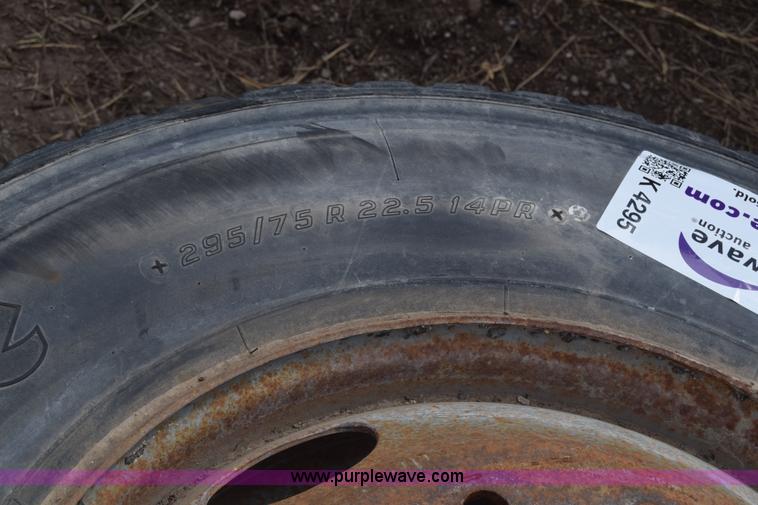 295/75 R 22.5 14PR
K 4295
e.com
sold.
wave
auction
www.purplewave.com